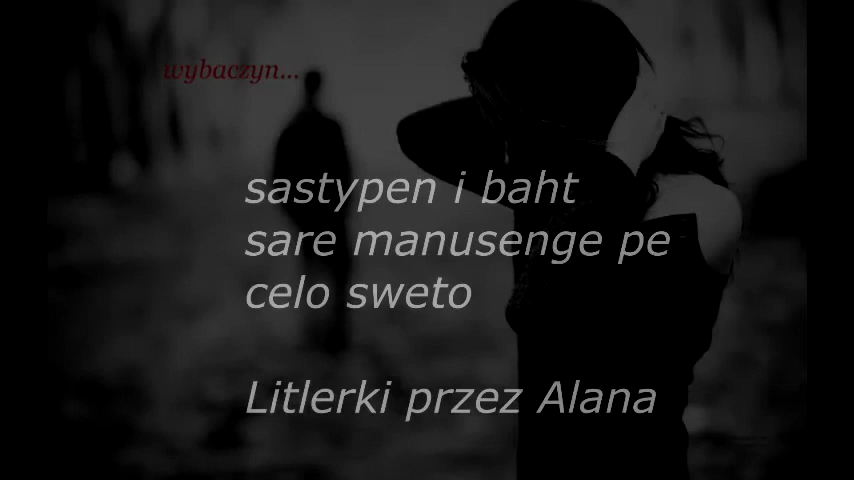 wybaczyn...
sastypen i baht
sare manusenge pe
celo sweto
Litlerki przez Alana